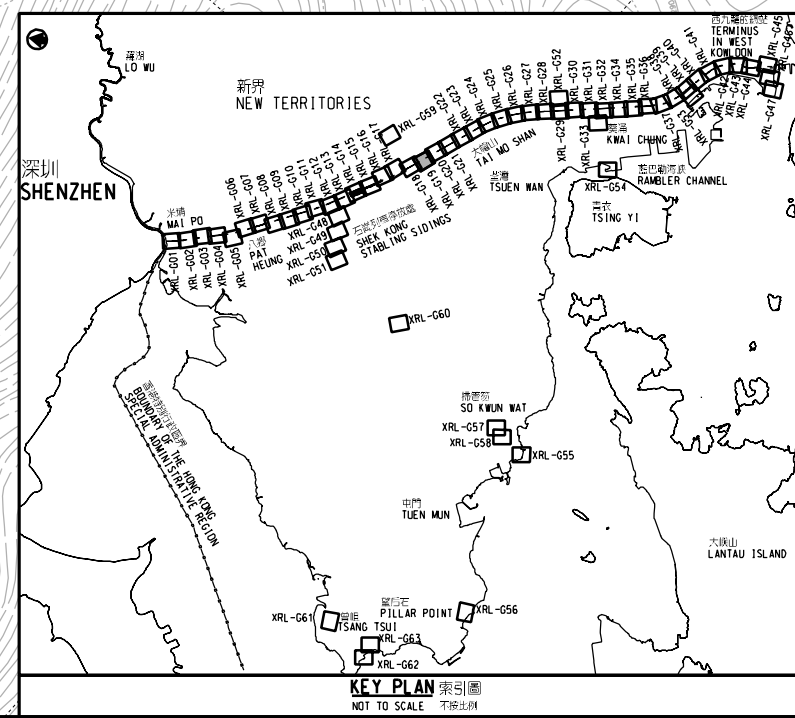 羅湖
LO WU
新界
NEW TERRITORIES
深圳
SHENZHEN
米埔
MAI PO
XRL-G01
XRL-G02
XRL-G03
XRL-G04
XRL-G05
XRL-G06
XRL-G07
XRL-G08
XRL-G09
XRL-G10
XRL-G11
XRL-G12
XRL-G13
XRL-G14
XRL-G15
XRL-G16
XRL-G17
XRL-G59
八鄉
PAT
HEUNG
XRL-G48
XRL-G49
XRL-G50
XRL-G51
石崗列車停放處
SHEK KONG
STABLING SIDINGS
XRL-G18
XRL-G19
XRL-G20
XRL-G21
XRL-G22
XRL-G23
XRL-G24
XRL-G25
XRL-G26
XRL-G27
XRL-G28
XRL-G52
XRL-G29
XRL-G30
XRL-G31
XRL-G32
XRL-G33
XRL-G34
XRL-G35
XRL-G36
XRL-G37
XRL-G40
XRL-G41
XRL-G42
XRL-G43
XRL-G44
XRL-G45
XRL-G47
大帽山
TAI MO SHAN
荃灣
TSUEN WAN
葵涌
KWAI CHUNG
西九龍總站
TERMINUS
IN WEST
KOWLOON
XRL-G54
藍巴勒海峽
RAMBLER CHANNEL
青衣
TSING YI
XRL-G60
掃管笏
SO KWUN WAT
XRL-G57
XRL-G58
XRL-G55
屯門
TUEN MUN
香港特別行政區界
BOUNDARY OF THE HONG KONG
SPECIAL ADMINISTRATIVE REGION
大嶼山
LANTAU ISLAND
XRL-G61
曾咀
TSANG TSUI
望后石
PILLAR POINT
XRL-G56
XRL-G63
XRL-G62
KEY PLAN 索引圖
NOT TO SCALE 不按比例